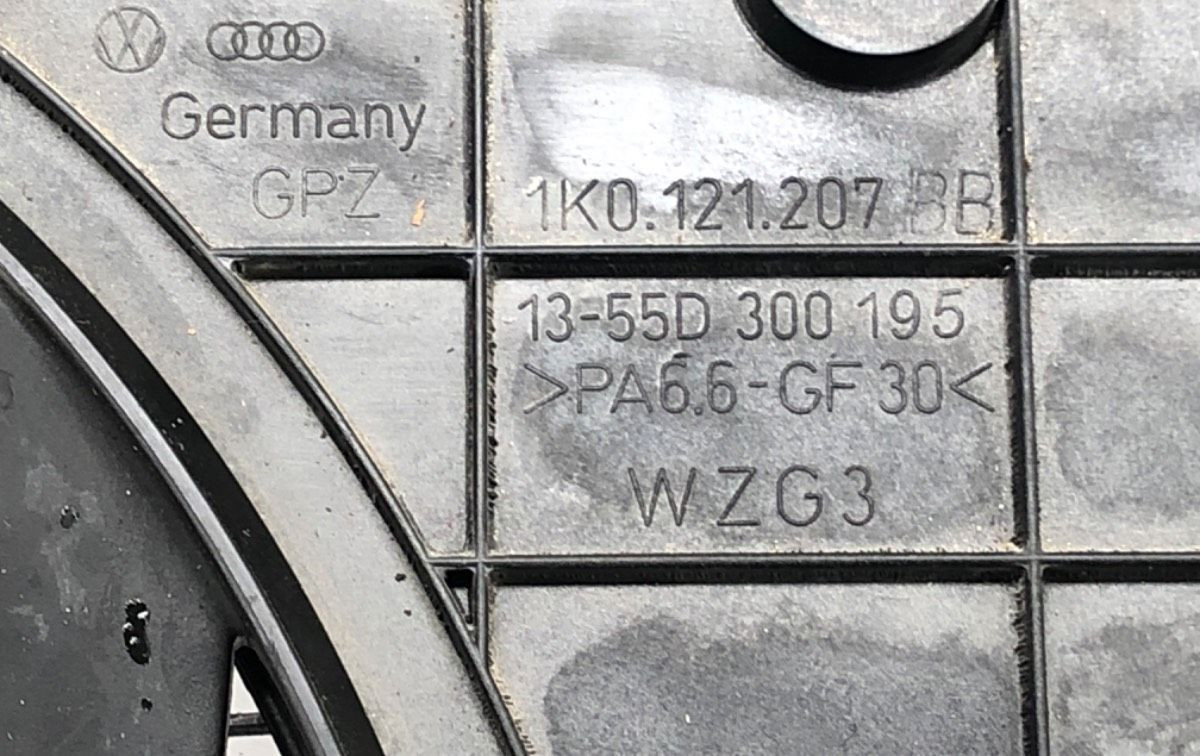 Germany
GPZ
1K0.121.207 BB
13-55D 300 195
>PA6.6-GF30<
WZG3